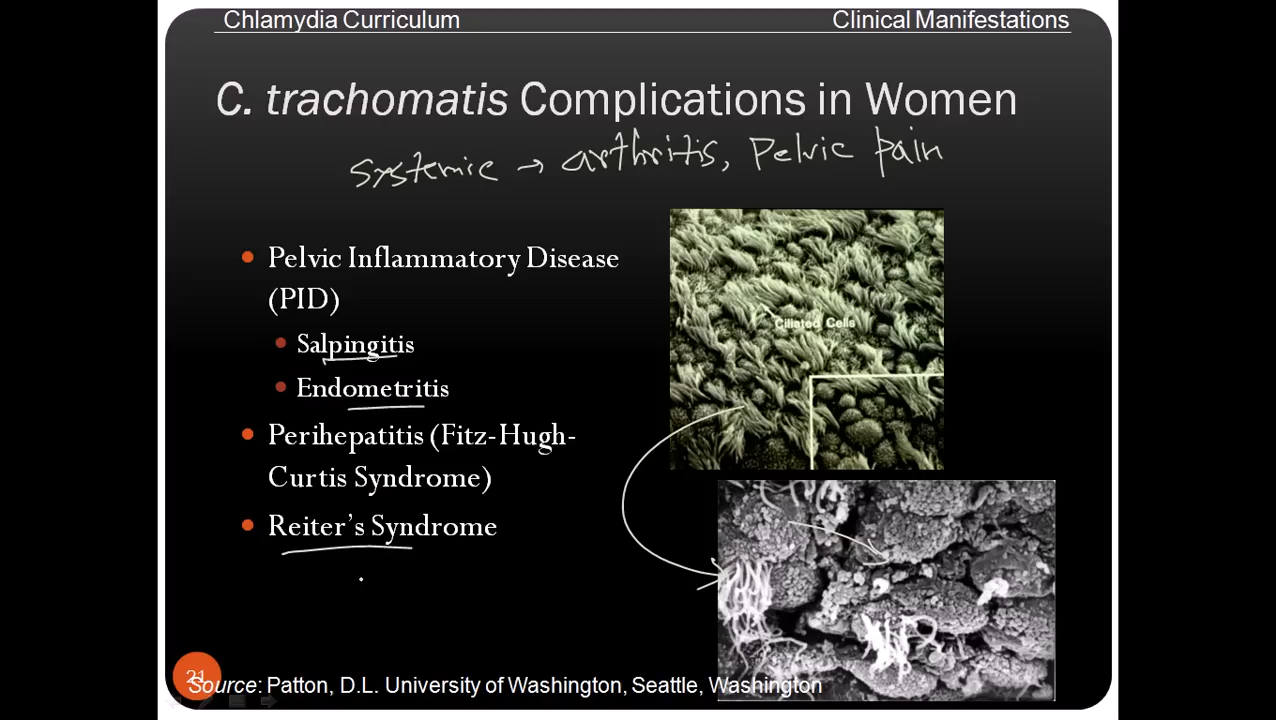 Chlamydia Curriculum
Clinical Manifestations
C. trachomatis Complications in Women
systemic → arthritis, pelvic pain
Pelvic Inflammatory Disease
(PID)
Salpingitis
Endometritis
Perihepatitis (Fitz-Hugh-
Curtis Syndrome)
Reiter's Syndrome
Ciliated Cells
21
Source: Patton, D.L. University of Washington, Seattle, Washington